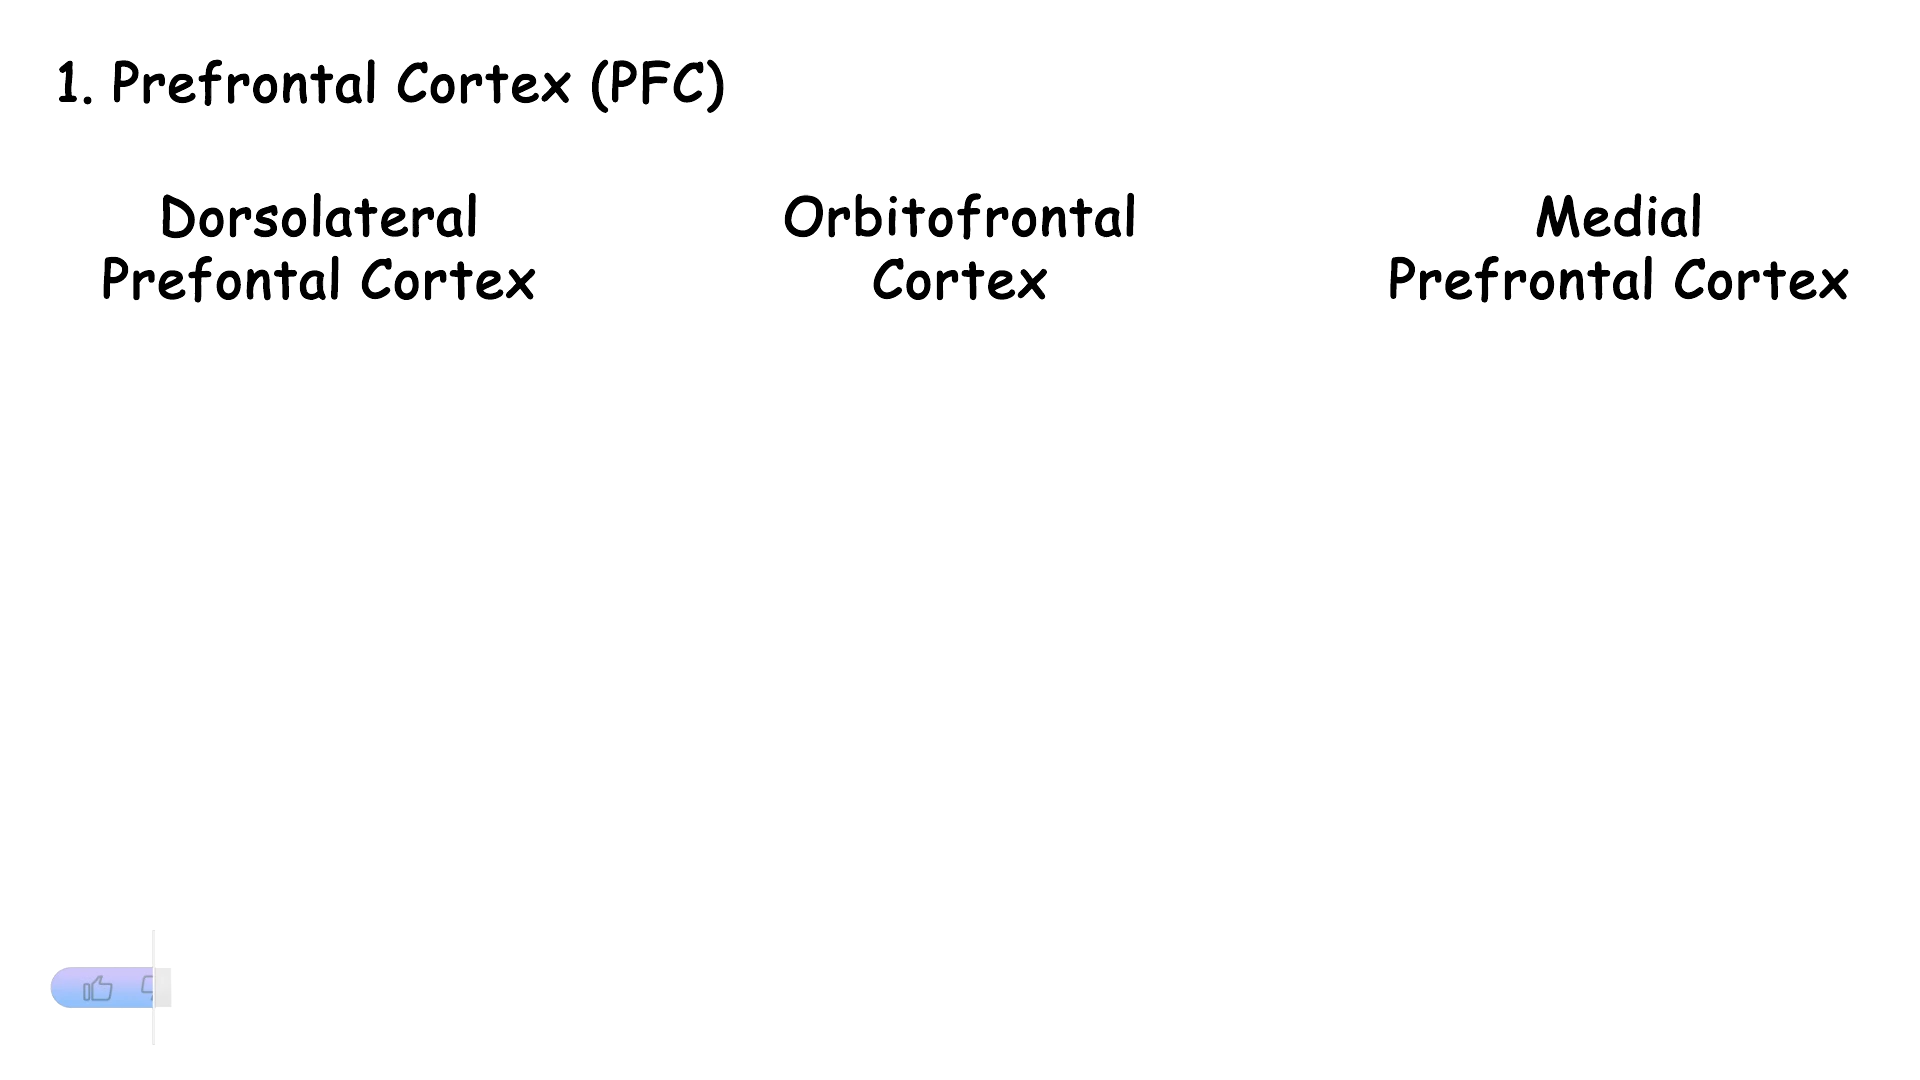 1. Prefrontal Cortex (PFC)
Dorsolateral
Prefontal Cortex
Orbitofrontal
Cortex
Medial
Prefrontal Cortex